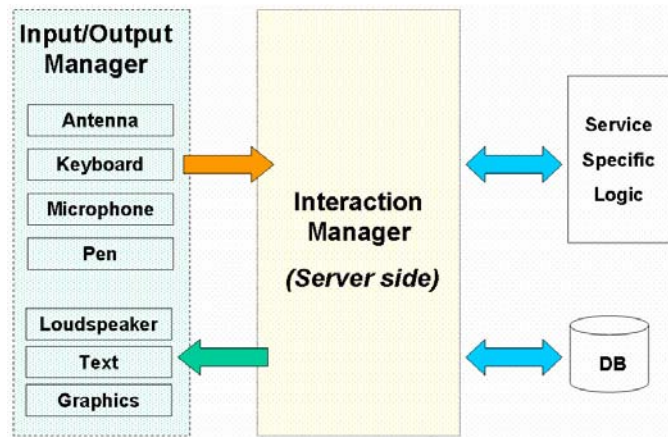 Input/Output
Manager
Antenna
Keyboard
Microphone
Pen
Loudspeaker
Text
Graphics
Interaction
Manager
(Server side)
Service
Specific
Logic
DB